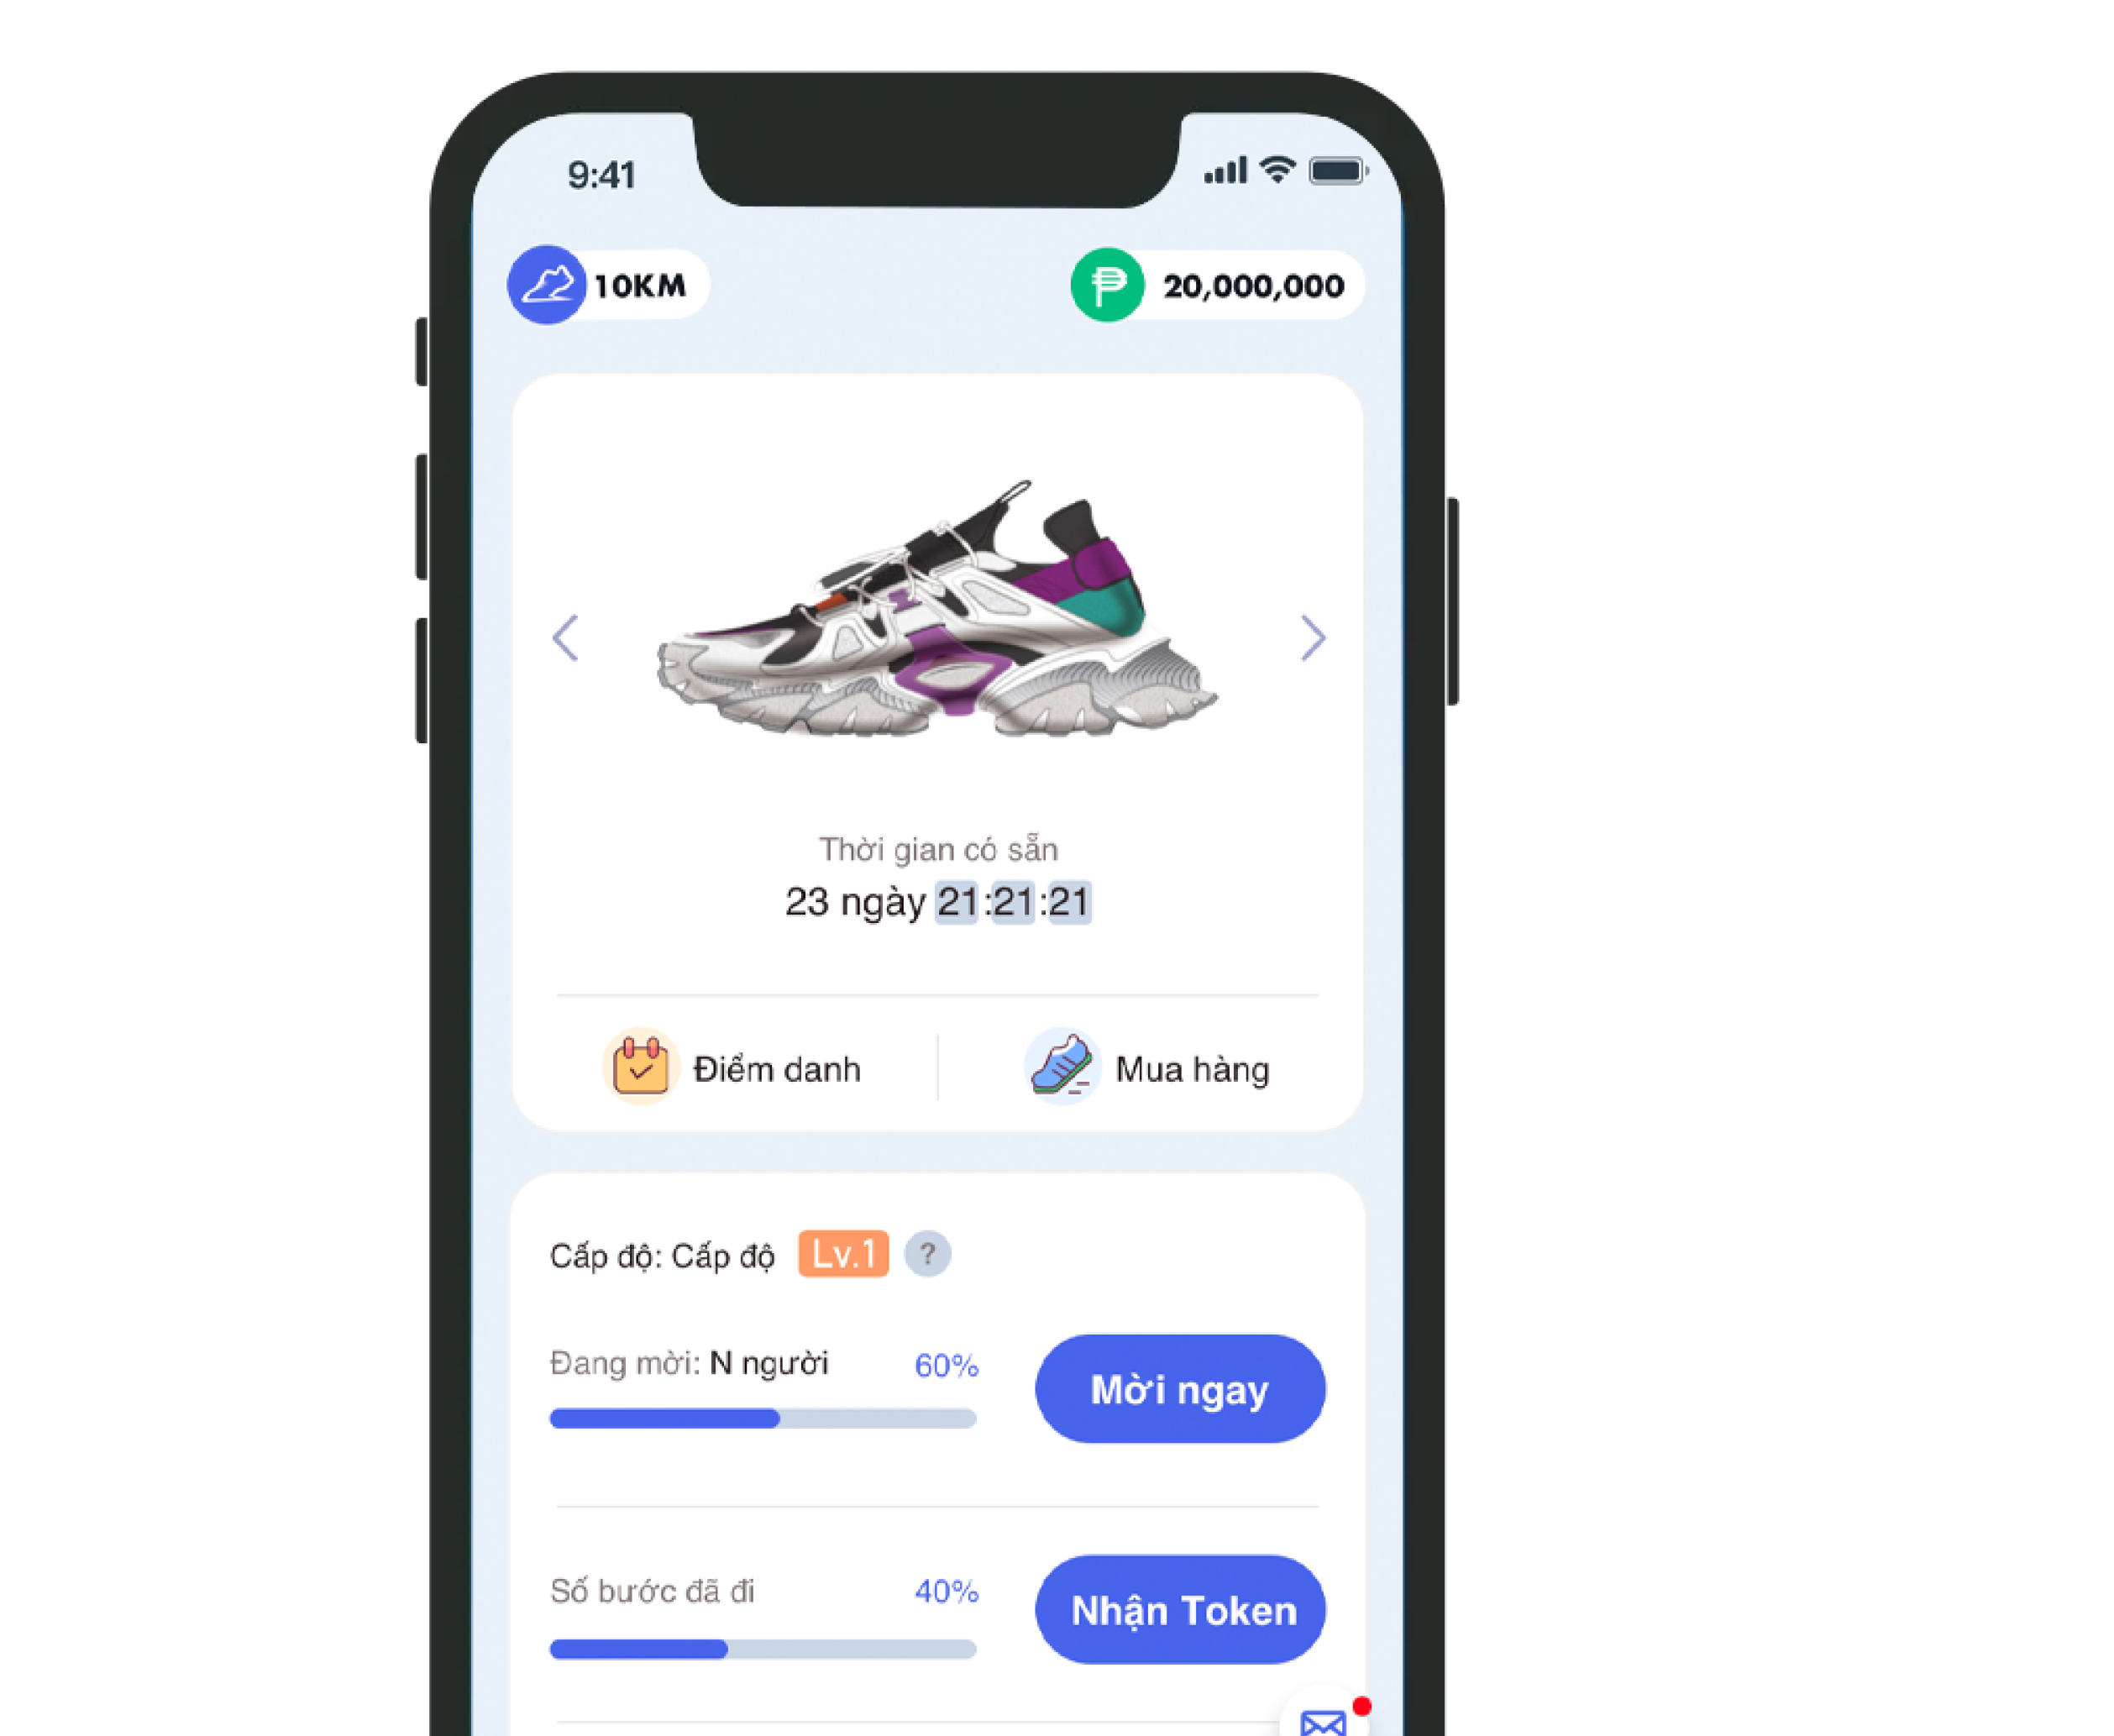 9:41
10KM
20,000,000
Thời gian có sẵn
23 ngày 21:21:21
Điểm danh
Mua hàng
Cấp độ: Cấp độ Lv.1 ?
Đang mời: N người 60%
Mời ngay
Số bước đã đi 40%
Nhận Token